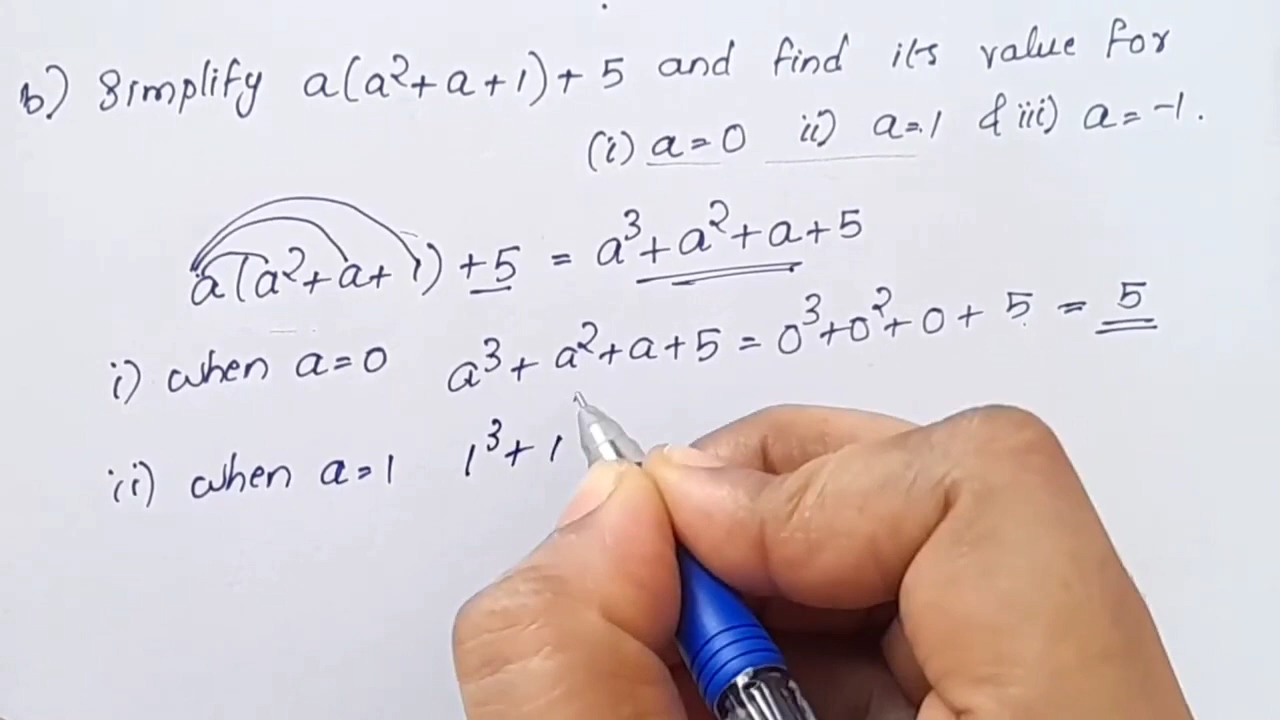 b) Simplify a(a²+a+1)+5 and find its value for
(i) a=0 ii) a=1 & iii) a=-1.
a(a²+a+1)+5 = a³+a²+a+5
i) when a=0 a³+a²+a+5 = 0³+0²+0+5 = 5
ii) when a=1 1³+1